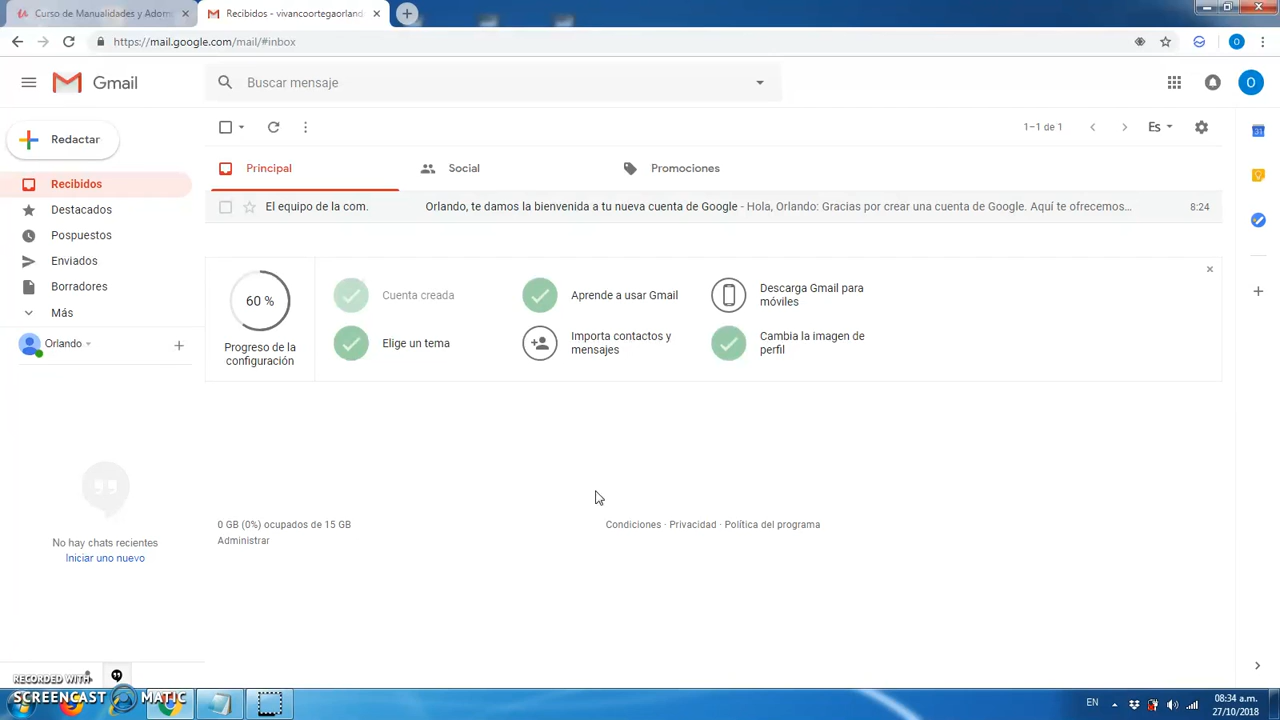 Curso de Manualidades y Adorn
Recibidos - vivancoortegaorland
https://mail.google.com/mail/#inbox
O
Gmail
Buscar mensaje
O
Redactar
1–1 de 1
Es
31
Recibidos
Principal
Social
Promociones
Destacados
El equipo de la com.
Orlando, te damos la bienvenida a tu nueva cuenta de Google - Hola, Orlando: Gracias por crear una cuenta de Google. Aquí te ofrecemos...
8:24
Pospuestos
Enviados
Borradores
Más
60 %
Progreso de la
configuración
Cuenta creada
Aprende a usar Gmail
Descarga Gmail para
móviles
Elige un tema
Importa contactos y
mensajes
Cambia la imagen de
perfil
Orlando
No hay chats recientes
Iniciar uno nuevo
0 GB (0%) ocupados de 15 GB
Administrar
Condiciones · Privacidad · Política del programa
RECORDED WITH
SCREENCAST MATIC
EN
08:34 a.m.
27/10/2018